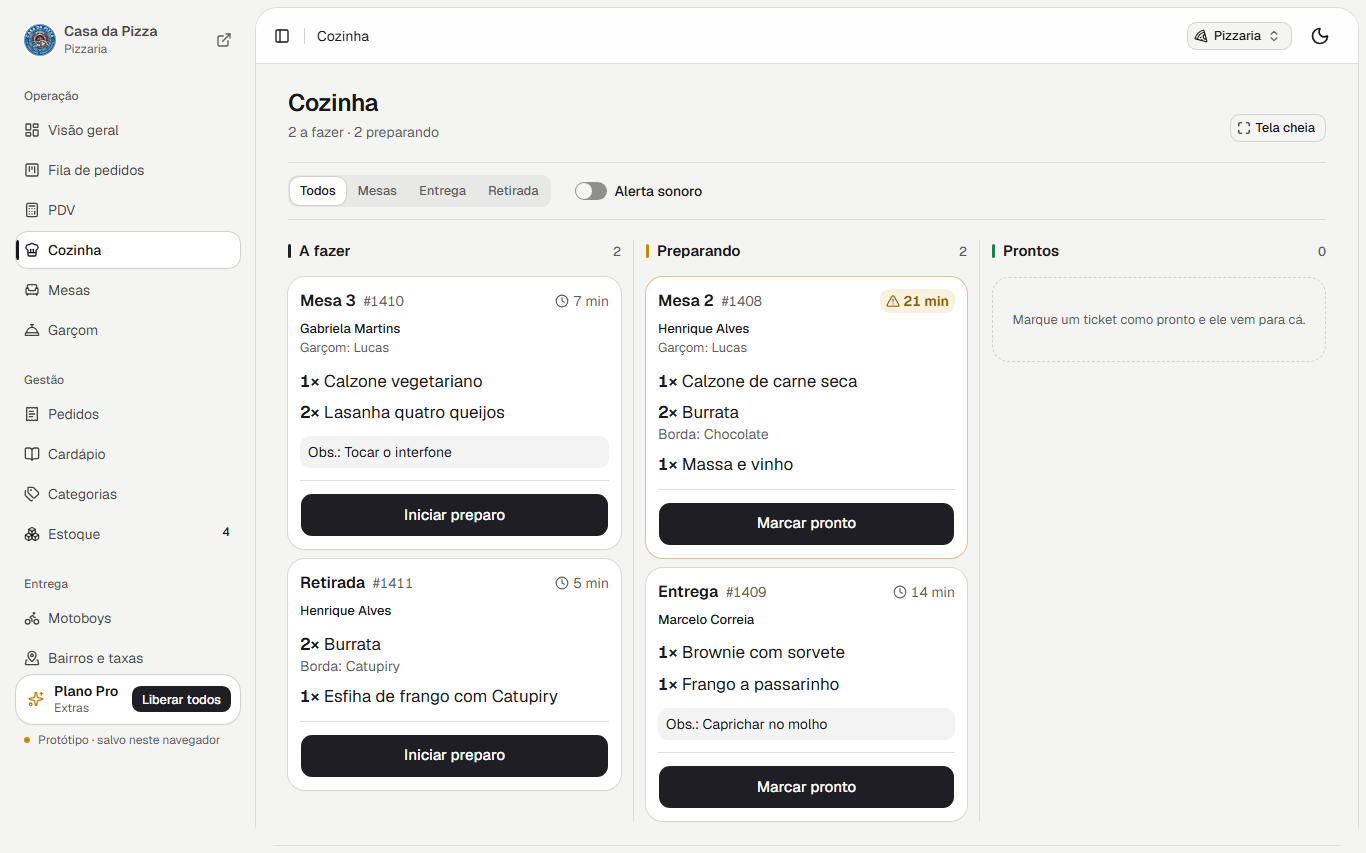 Casa da Pizza
Pizzaria
Operação
Visão geral
Fila de pedidos
PDV
Cozinha
Mesas
Garçom
Gestão
Pedidos
Cardápio
Categorias
Estoque 4
Entrega
Motoboys
Bairros e taxas
Plano Pro
Extras
Liberar todos
Protótipo · salvo neste navegador
Cozinha
Pizzaria
Cozinha
2 a fazer · 2 preparando
Tela cheia
Todos Mesas Entrega Retirada
Alerta sonoro
A fazer 2
Mesa 3 #1410 7 min
Gabriela Martins
Garçom: Lucas
1× Calzone vegetariano
2× Lasanha quatro queijos
Obs.: Tocar o interfone
Iniciar preparo
Retirada #1411 5 min
Henrique Alves
2× Burrata
Borda: Catupiry
1× Esfiha de frango com Catupiry
Iniciar preparo
Preparando 2
Mesa 2 #1408 21 min
Henrique Alves
Garçom: Lucas
1× Calzone de carne seca
2× Burrata
Borda: Chocolate
1× Massa e vinho
Marcar pronto
Entrega #1409 14 min
Marcelo Correia
1× Brownie com sorvete
1× Frango a passarinho
Obs.: Caprichar no molho
Marcar pronto
Prontos 0
Marque um ticket como pronto e ele vem para cá.